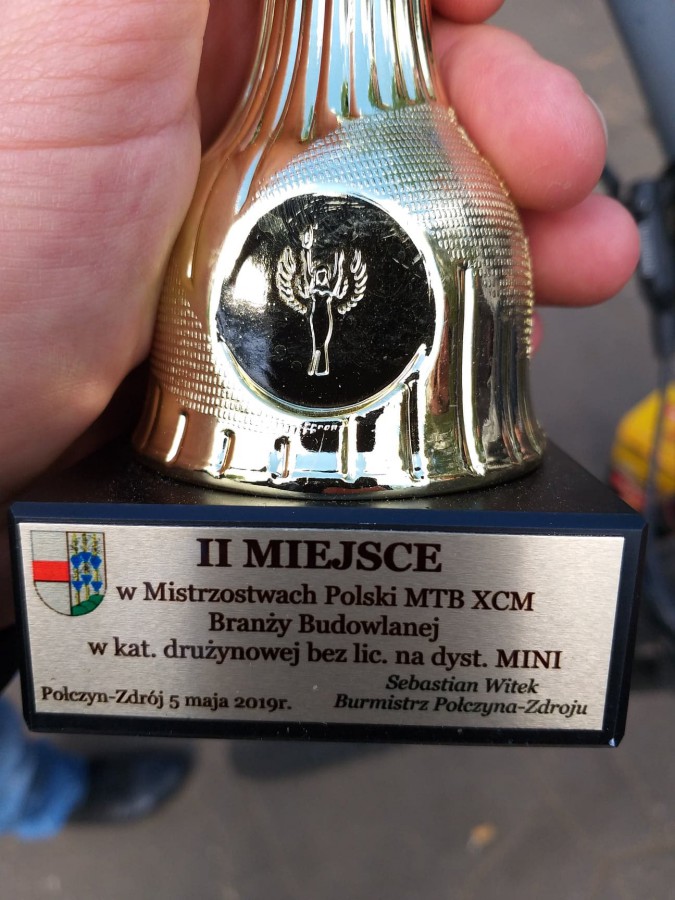 II MIEJSCE
w Mistrzostwach Polski MTB XCM
Branży Budowlanej
w kat. drużynowej bez lic. na dyst. MINI
Sebastian Witek
Połczyn-Zdrój 5 maja 2019r.
Burmistrz Połczyna-Zdroju